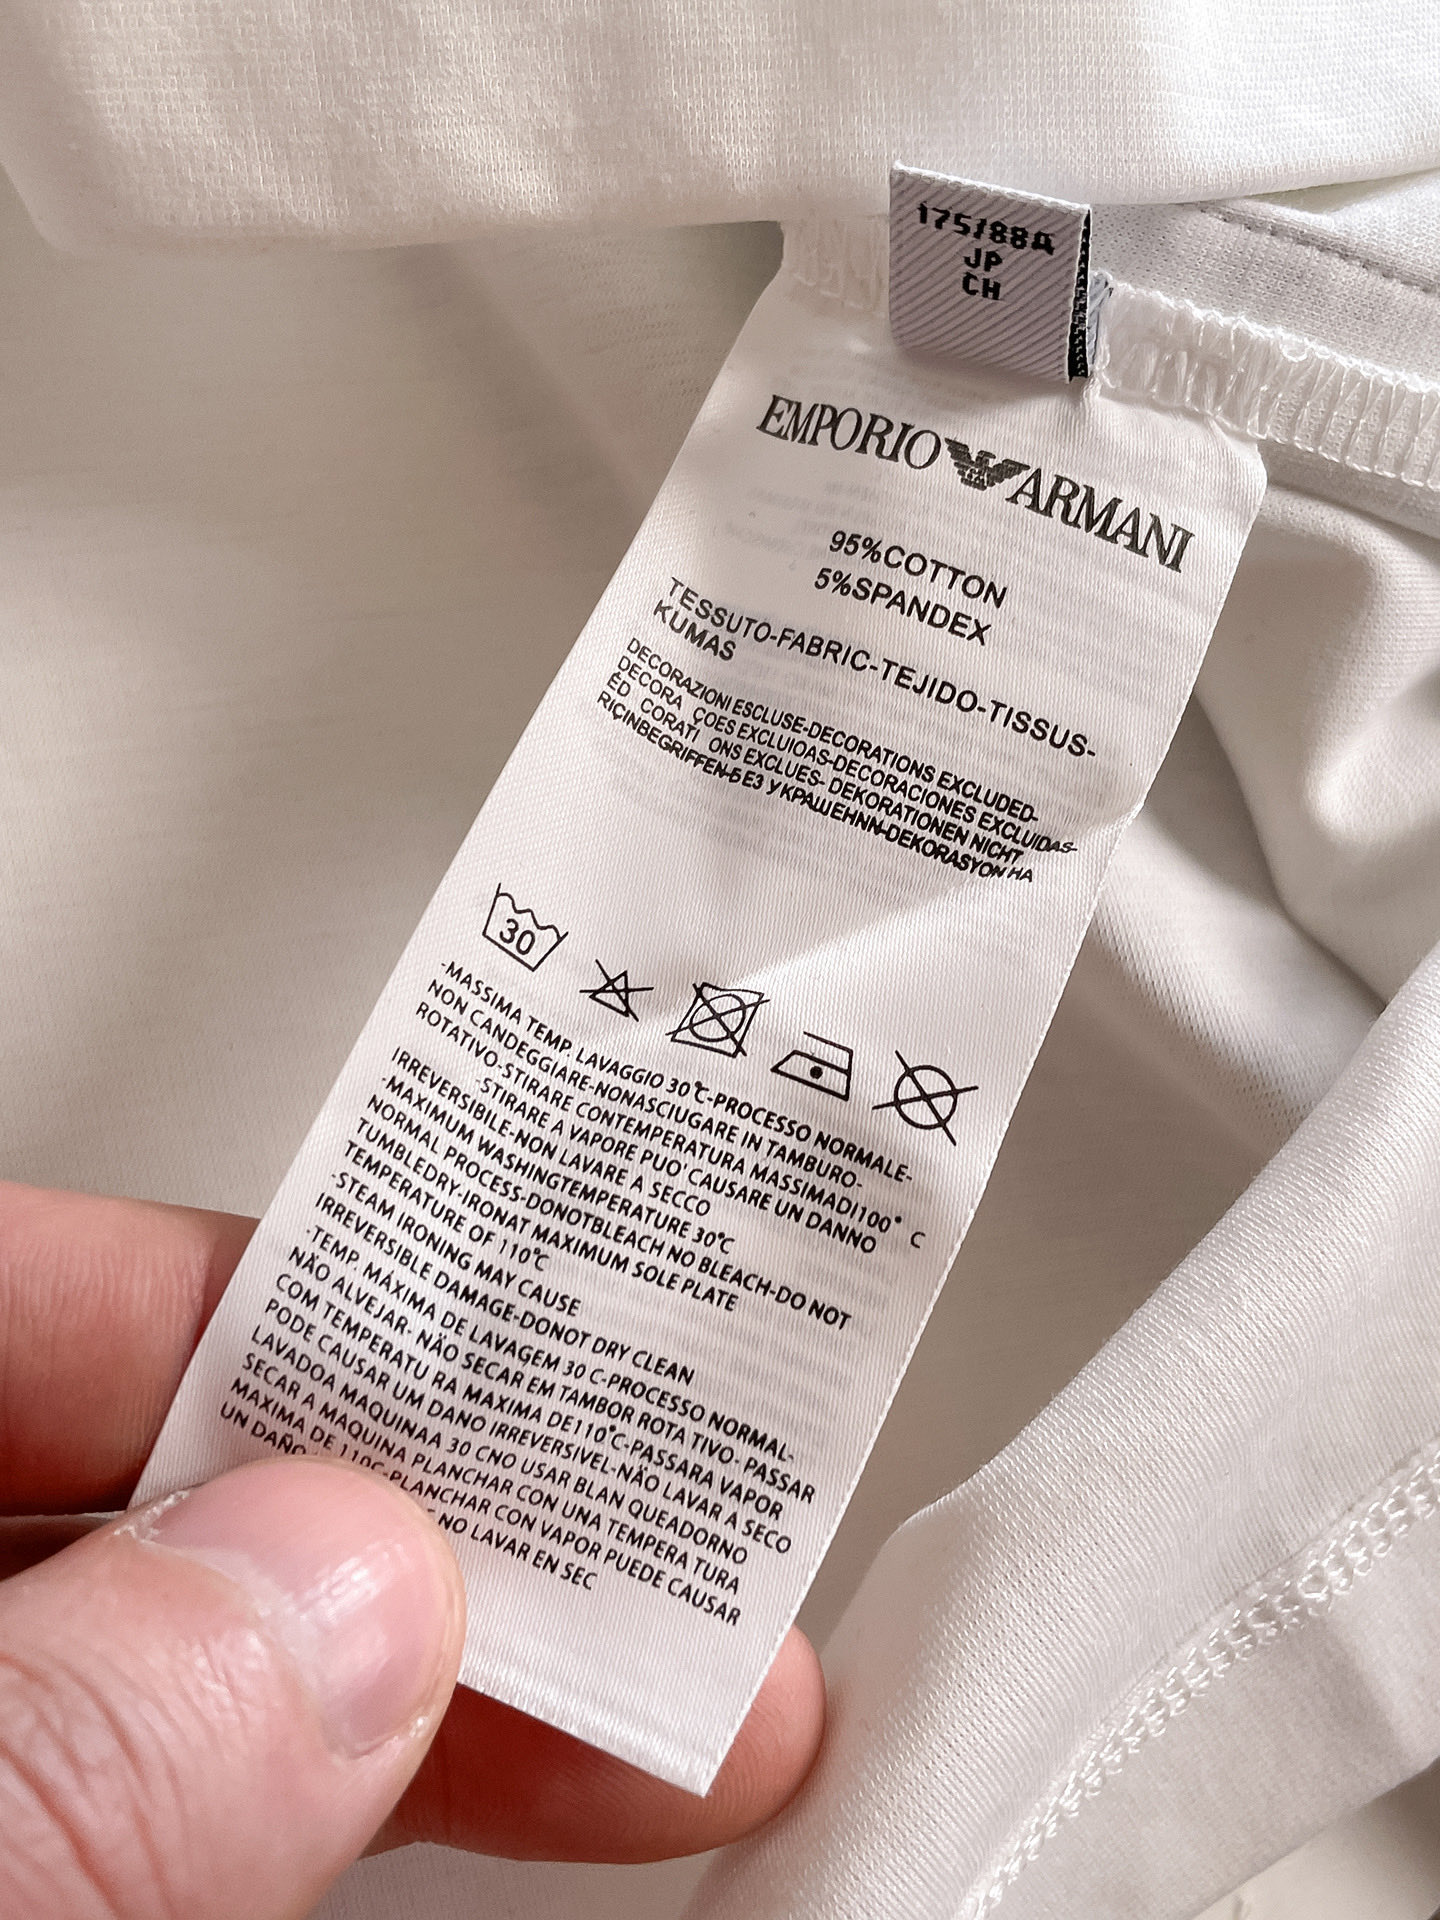 175/88A
JP
CH
EMPORIO ARMANI
95%COTTON
5%SPANDEX
TESSUTO-FABRIC-TEJIDO-TISSUS-
KUMAS
DECORAZIONI ESCLUSE-DECORATIONS EXCLUDED-
DECORA ÇOES EXCLUIOAS-DECORACIONES EXCLUIDAS-
ÉD CORATI ONS EXCLUES- DEKORATIONEN NICHT
RIÇINBEGRIFFEN-БЕЗ УКРАШЕНNN-DEKORASYON HA
30
-MASSIMA TEMP. LAVAGGIO 30℃-PROCESSO NORMALE-
NON CANDEGGIARE-NONASCIUGARE IN TAMBURO-
ROTATIVO-STIRARE CONTEMPERATURA MASSIMADI100° C
-STIRARE A VAPORE PUO' CAUSARE UN DANNO
IRREVERSIBILE-NON LAVARE A SECCO
-MAXIMUM WASHINGTEMPERATURE 30℃
NORMAL PROCESS-DONOTBLEACH NO BLEACH-DO NOT
TUMBLEDRY-IRONAT MAXIMUM SOLE PLATE
TEMPERATURE OF 110℃
-STEAM IRONING MAY CAUSE
IRREVERSIBLE DAMAGE-DONOT DRY CLEAN
-TEMP. MÁXIMA DE LAVAGEM 30 C-PROCESSO NORMAL-
NÄO ALVEJAR- NÄO SECAR EM TAMBOR ROTA TIVO- PASSAR
COM TEMPERATU RA MAXIMA DE110℃-PASSARA VAPOR
PODE CAUSAR UM DANO IRREVERSIVEL-NÄO LAVAR A SECO
LAVADOA MAQUINAA 30 CNO USAR BLAN QUEADORNO
SECAR A MAQUINA PLANCHAR CON UNA TEMPERA TURA
MAXIMA DE 110C-PLANCHAR CON VAPOR PUEDE CAUSAR
UN DAÑO NO LAVAR EN SEC